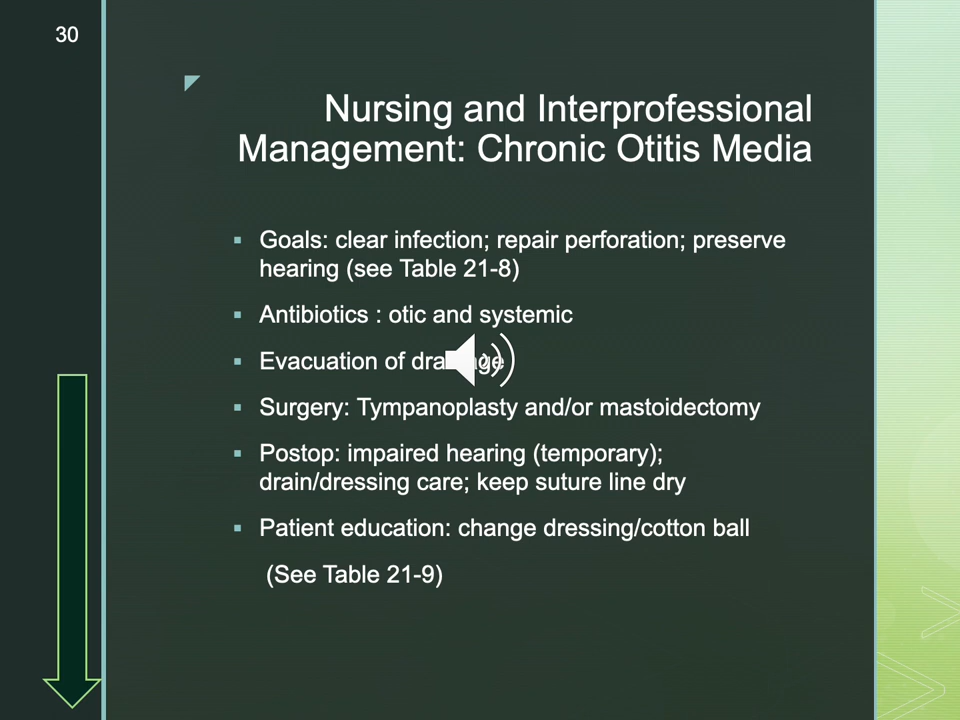 30
Nursing and Interprofessional
Management: Chronic Otitis Media
▪ Goals: clear infection; repair perforation; preserve
hearing (see Table 21-8)
▪ Antibiotics : otic and systemic
▪ Evacuation of drainage
▪ Surgery: Tympanoplasty and/or mastoidectomy
▪ Postop: impaired hearing (temporary);
drain/dressing care; keep suture line dry
▪ Patient education: change dressing/cotton ball
(See Table 21-9)